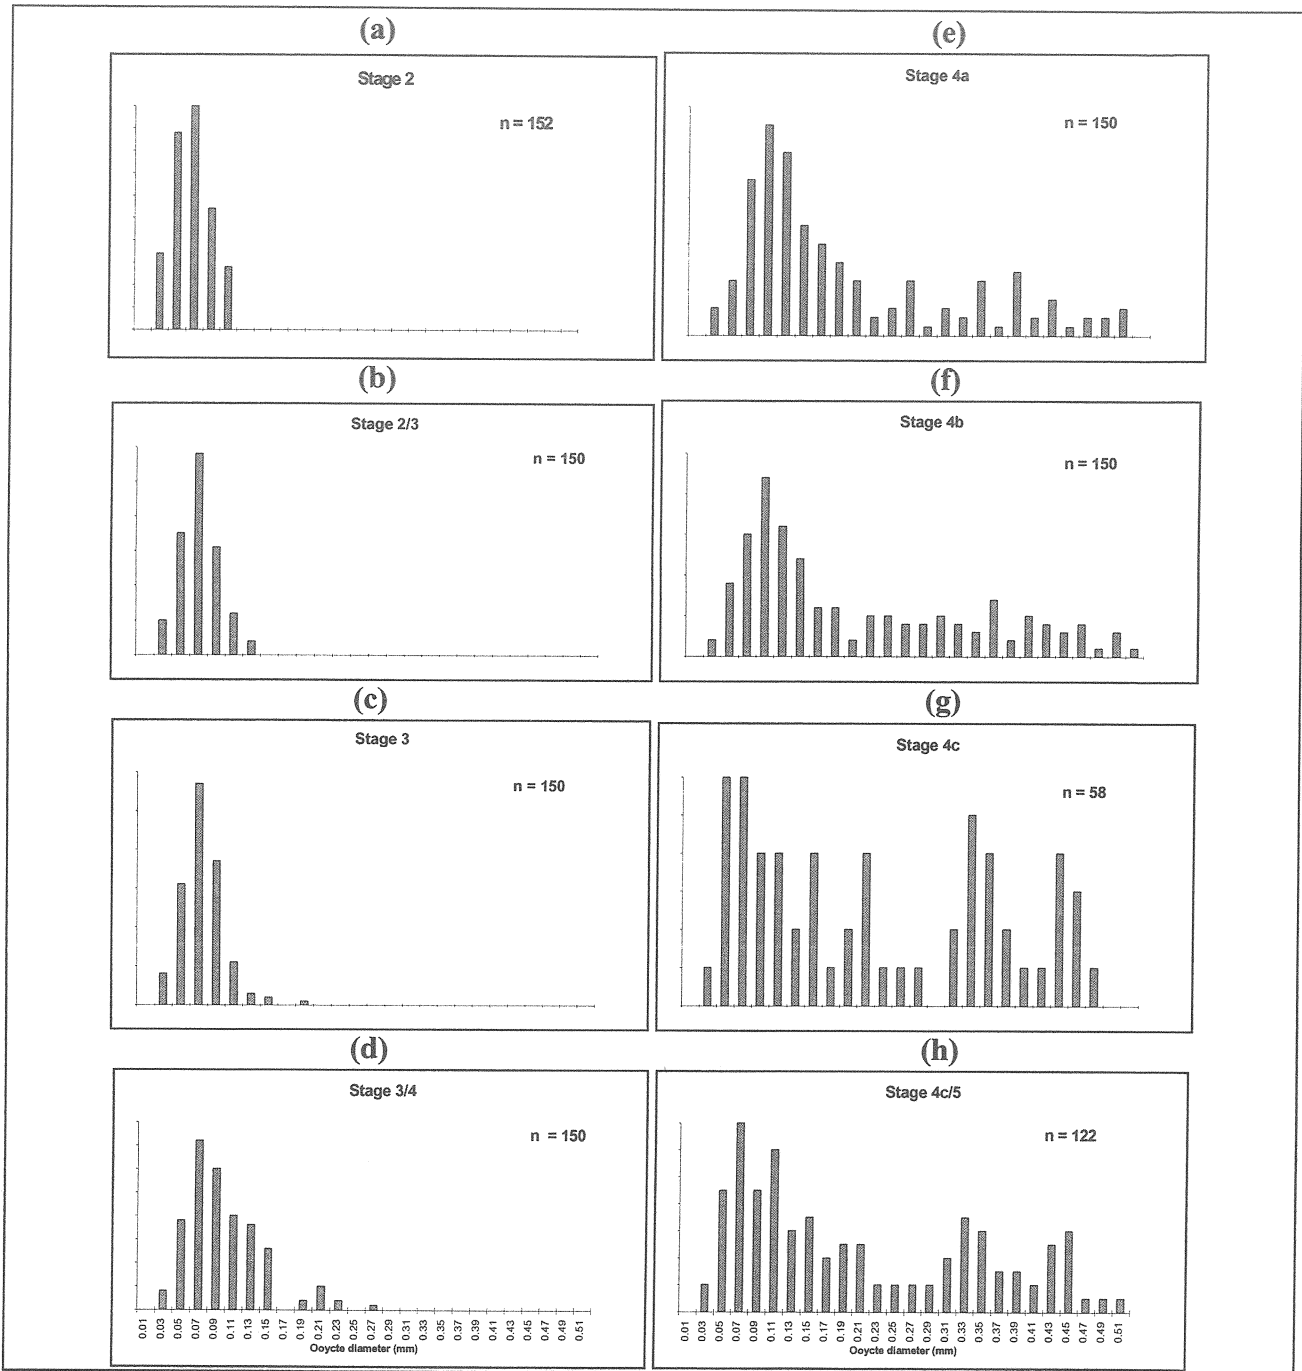 (a)
Stage 2
n = 152
(b)
Stage 2/3
n = 150
(c)
Stage 3
n = 150
(d)
Stage 3/4
n = 150
0.01 0.03 0.05 0.07 0.09 0.11 0.13 0.15 0.17 0.19 0.21 0.23 0.25 0.27 0.29 0.31 0.33 0.35 0.37 0.39 0.41 0.43 0.45 0.47 0.49 0.51
Ooycte diameter (mm)
(e)
Stage 4a
n = 150
(f)
Stage 4b
n = 150
(g)
Stage 4c
n = 58
(h)
Stage 4c/5
n = 122
0.01 0.03 0.05 0.07 0.09 0.11 0.13 0.15 0.17 0.19 0.21 0.23 0.25 0.27 0.29 0.31 0.33 0.35 0.37 0.39 0.41 0.43 0.45 0.47 0.49 0.51
Ooycte diameter (mm)